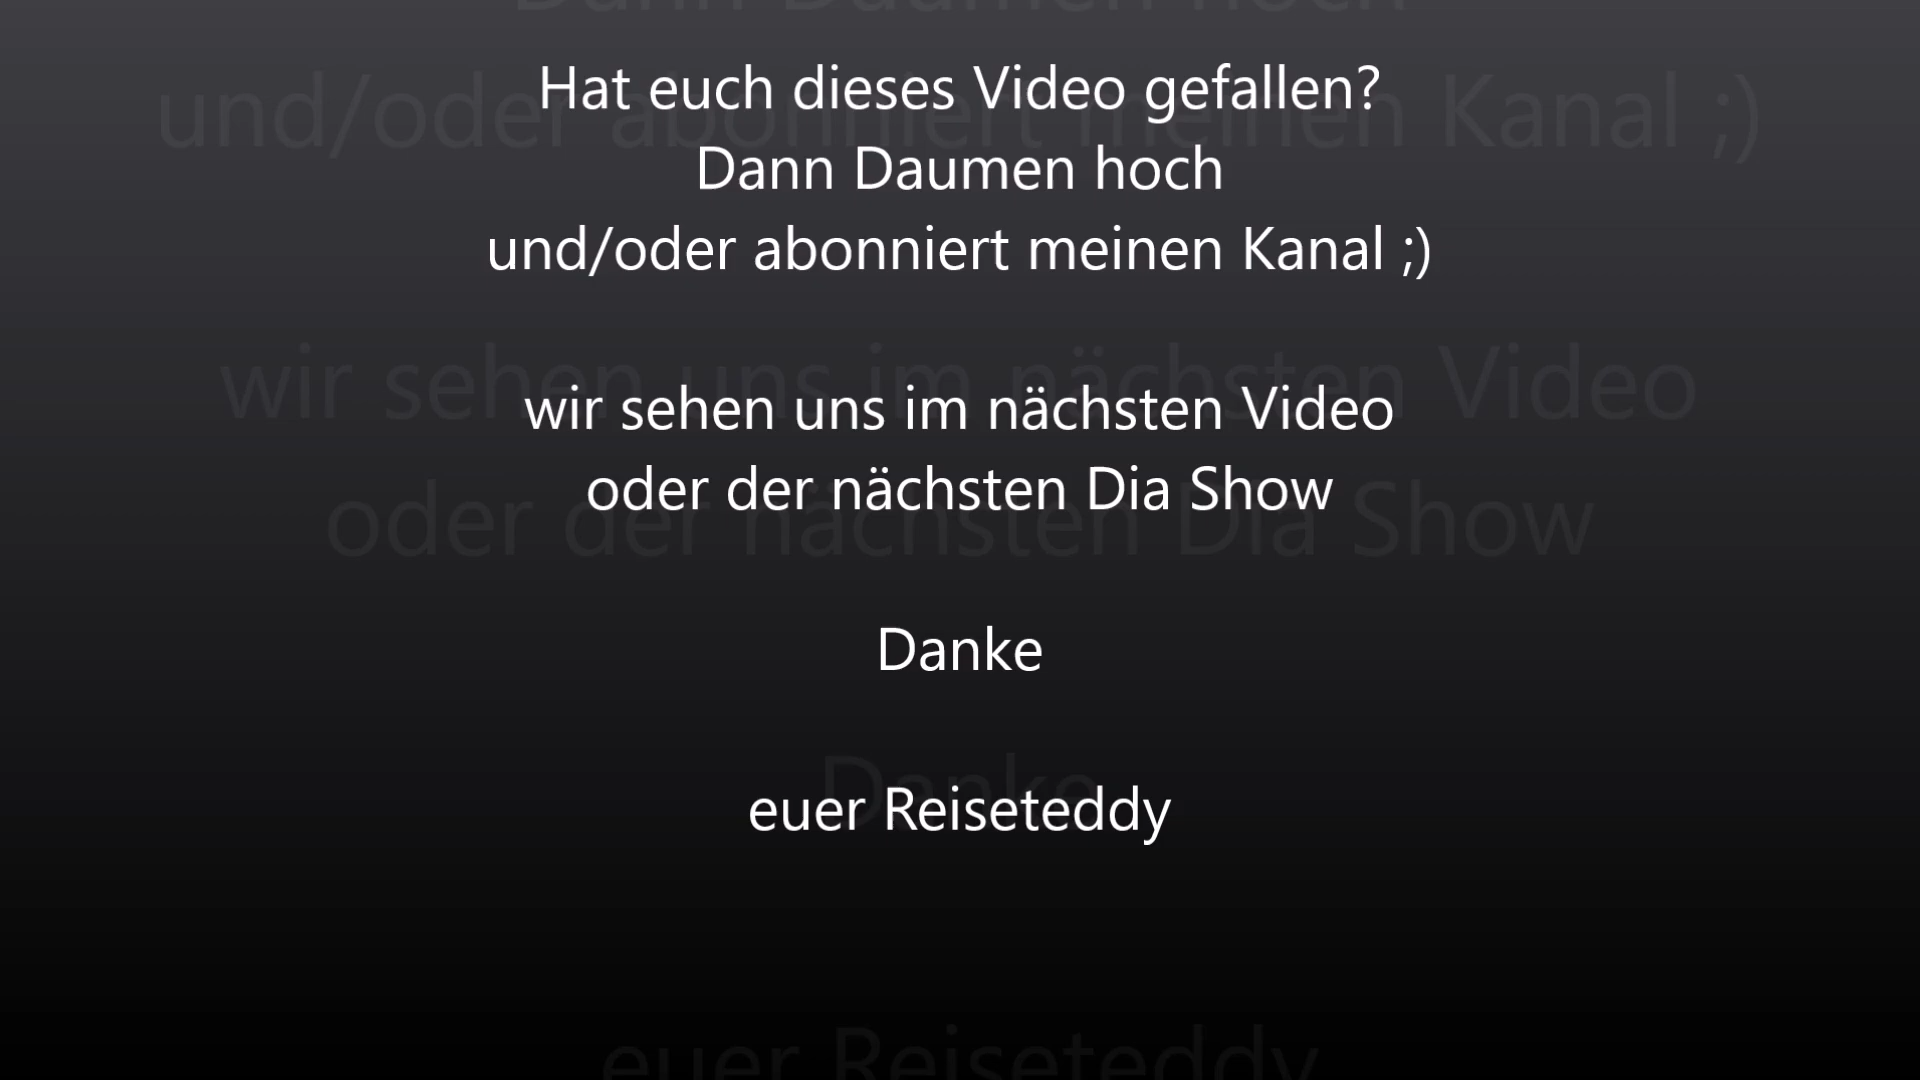 Hat euch dieses Video gefallen?
Dann Daumen hoch
und/oder abonniert meinen Kanal ;)
wir sehen uns im nächsten Video
oder der nächsten Dia Show
Danke
euer Reiseteddy